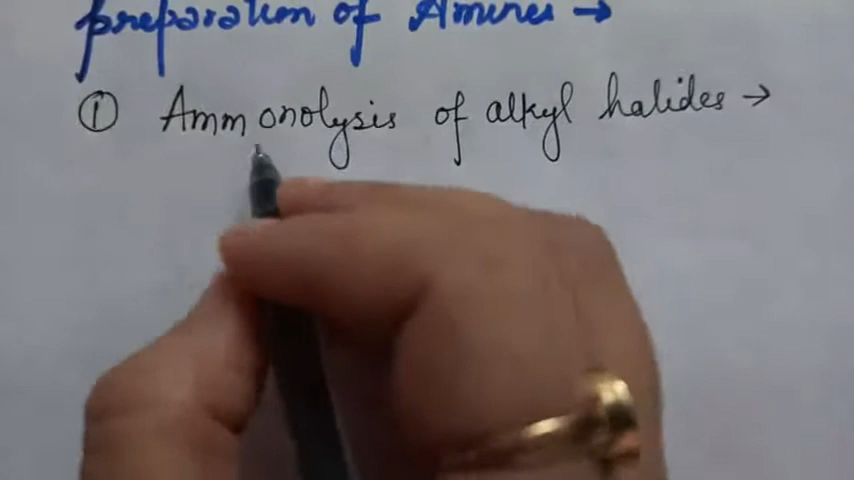 preparation of Amines →
① Ammonolysis of alkyl halides →